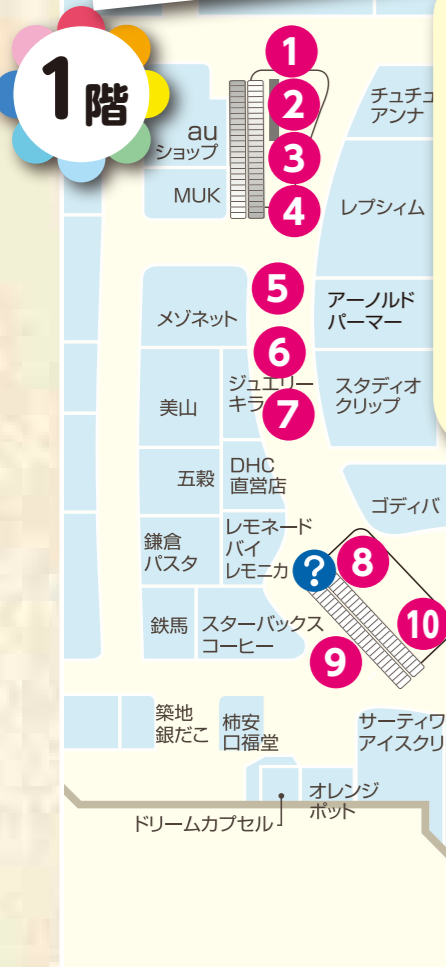 1階
1
2
チュチュ
アンナ
au
ショップ
3
MUK
4
レプシィム
5
アーノルド
パーマー
メゾネット
6
ジュエリー
キラ
7
スタディオ
クリップ
美山
DHC
直営店
五穀
ゴディバ
レモネード
バイ
レモニカ
鎌倉
パスタ
?
8
鉄馬
スターバックス
コーヒー
10
9
築地
銀だこ
柿安
口福堂
サーティワ
アイスクリ
オレンジ
ポット
ドリームカプセル